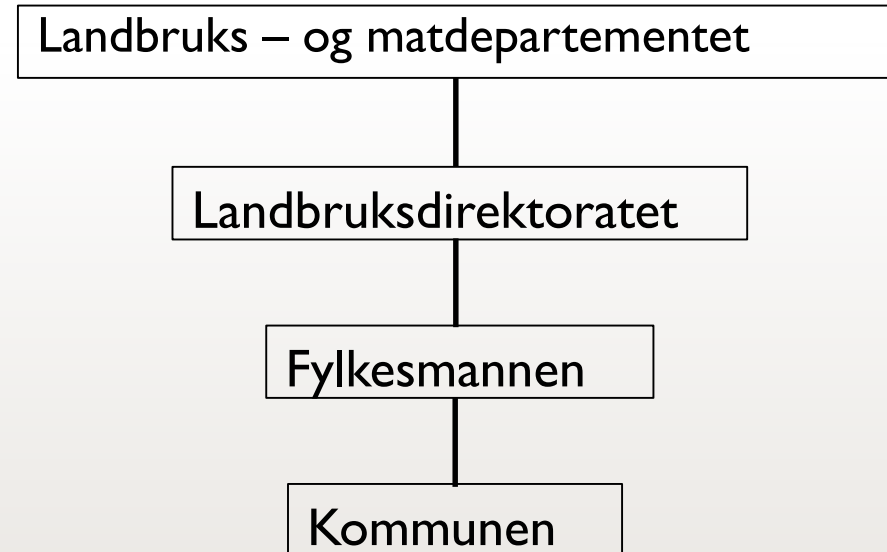 Landbruks – og matdepartementet
Landbruksdirektoratet
Fylkesmannen
Kommunen